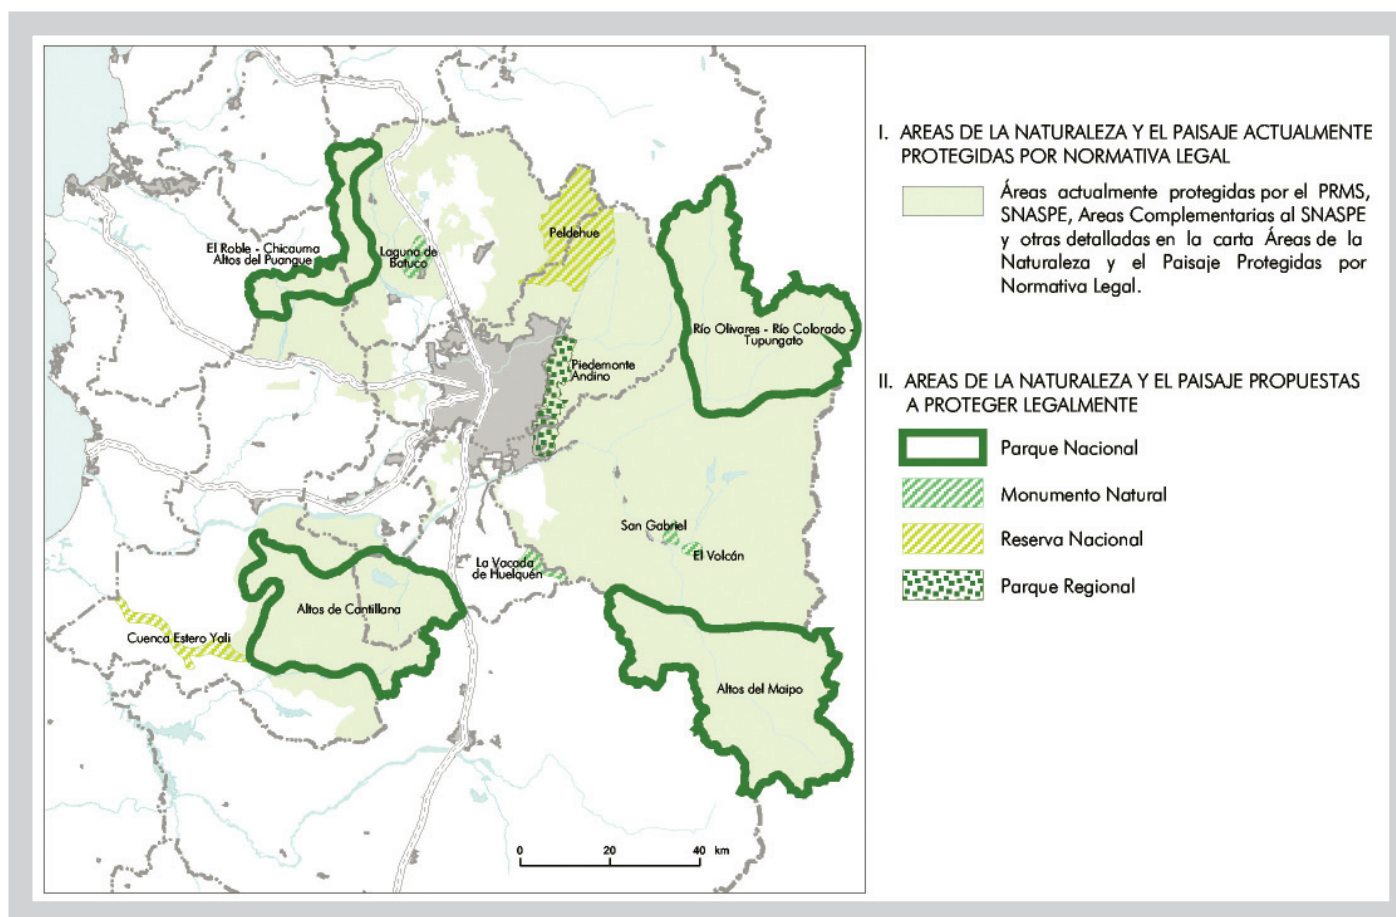 El Roble - Chicauma
Altos del Puangue
Laguna de
Batuco
Peldehue
Río Olivares - Río Colorado -
Tupungato
Piedemonte
Andino
San Gabriel
El Volcán
La Vacada
de Huelquén
Altos de Cantillana
Cuenca Estero Yali
Altos del Maipo
0 20 40 km
I. AREAS DE LA NATURALEZA Y EL PAISAJE ACTUALMENTE
PROTEGIDAS POR NORMATIVA LEGAL
Áreas actualmente protegidas por el PRMS,
SNASPE, Areas Complementarias al SNASPE
y otras detalladas en la carta Áreas de la
Naturaleza y el Paisaje Protegidas por
Normativa Legal.
II. AREAS DE LA NATURALEZA Y EL PAISAJE PROPUESTAS
A PROTEGER LEGALMENTE
Parque Nacional
Monumento Natural
Reserva Nacional
Parque Regional